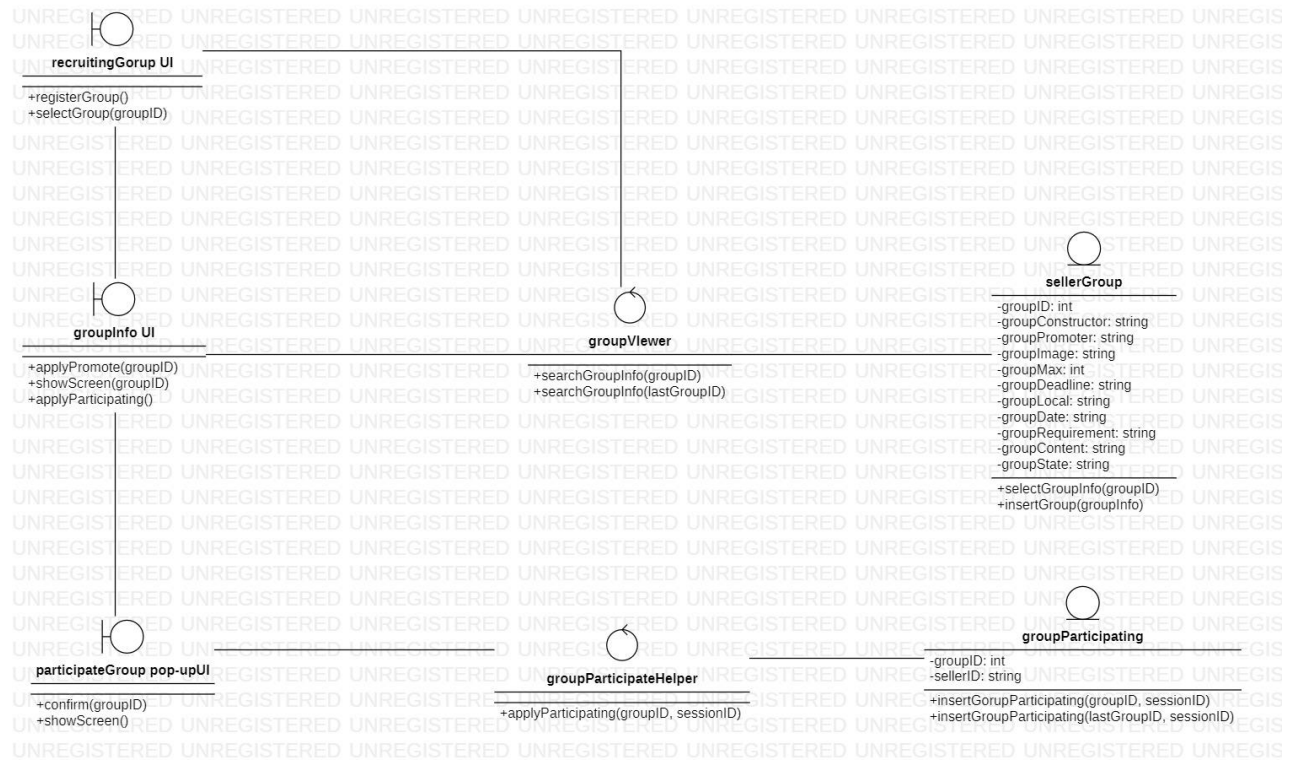 recruitingGorup UI
+registerGroup()
+selectGroup(groupID)
groupInfo UI
+applyPromote(groupID)
+showScreen(groupID)
+applyParticipating()
groupVIewer
+searchGroupInfo(groupID)
+searchGroupInfo(lastGroupID)
sellerGroup
-groupID: int
-groupConstructor: string
-groupPromoter: string
-groupImage: string
-groupMax: int
-groupDeadline: string
-groupLocal: string
-groupDate: string
-groupRequirement: string
-groupContent: string
-groupState: string
+selectGroupInfo(groupID)
+insertGroup(groupInfo)
participateGroup pop-upUI
+confirm(groupID)
+showScreen()
groupParticipateHelper
+applyParticipating(groupID, sessionID)
groupParticipating
-groupID: int
-sellerID: string
+insertGorupParticipating(groupID, sessionID)
+insertGroupParticipating(lastGroupID, sessionID)